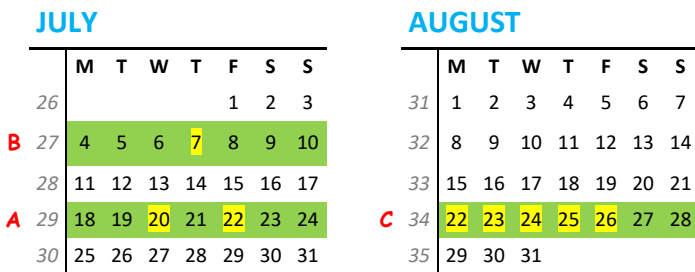 JULY
M T W T F S S
26 1 2 3
B 27 4 5 6 7 8 9 10
28 11 12 13 14 15 16 17
A 29 18 19 20 21 22 23 24
30 25 26 27 28 29 30 31
AUGUST
M T W T F S S
31 1 2 3 4 5 6 7
32 8 9 10 11 12 13 14
33 15 16 17 18 19 20 21
C 34 22 23 24 25 26 27 28
35 29 30 31